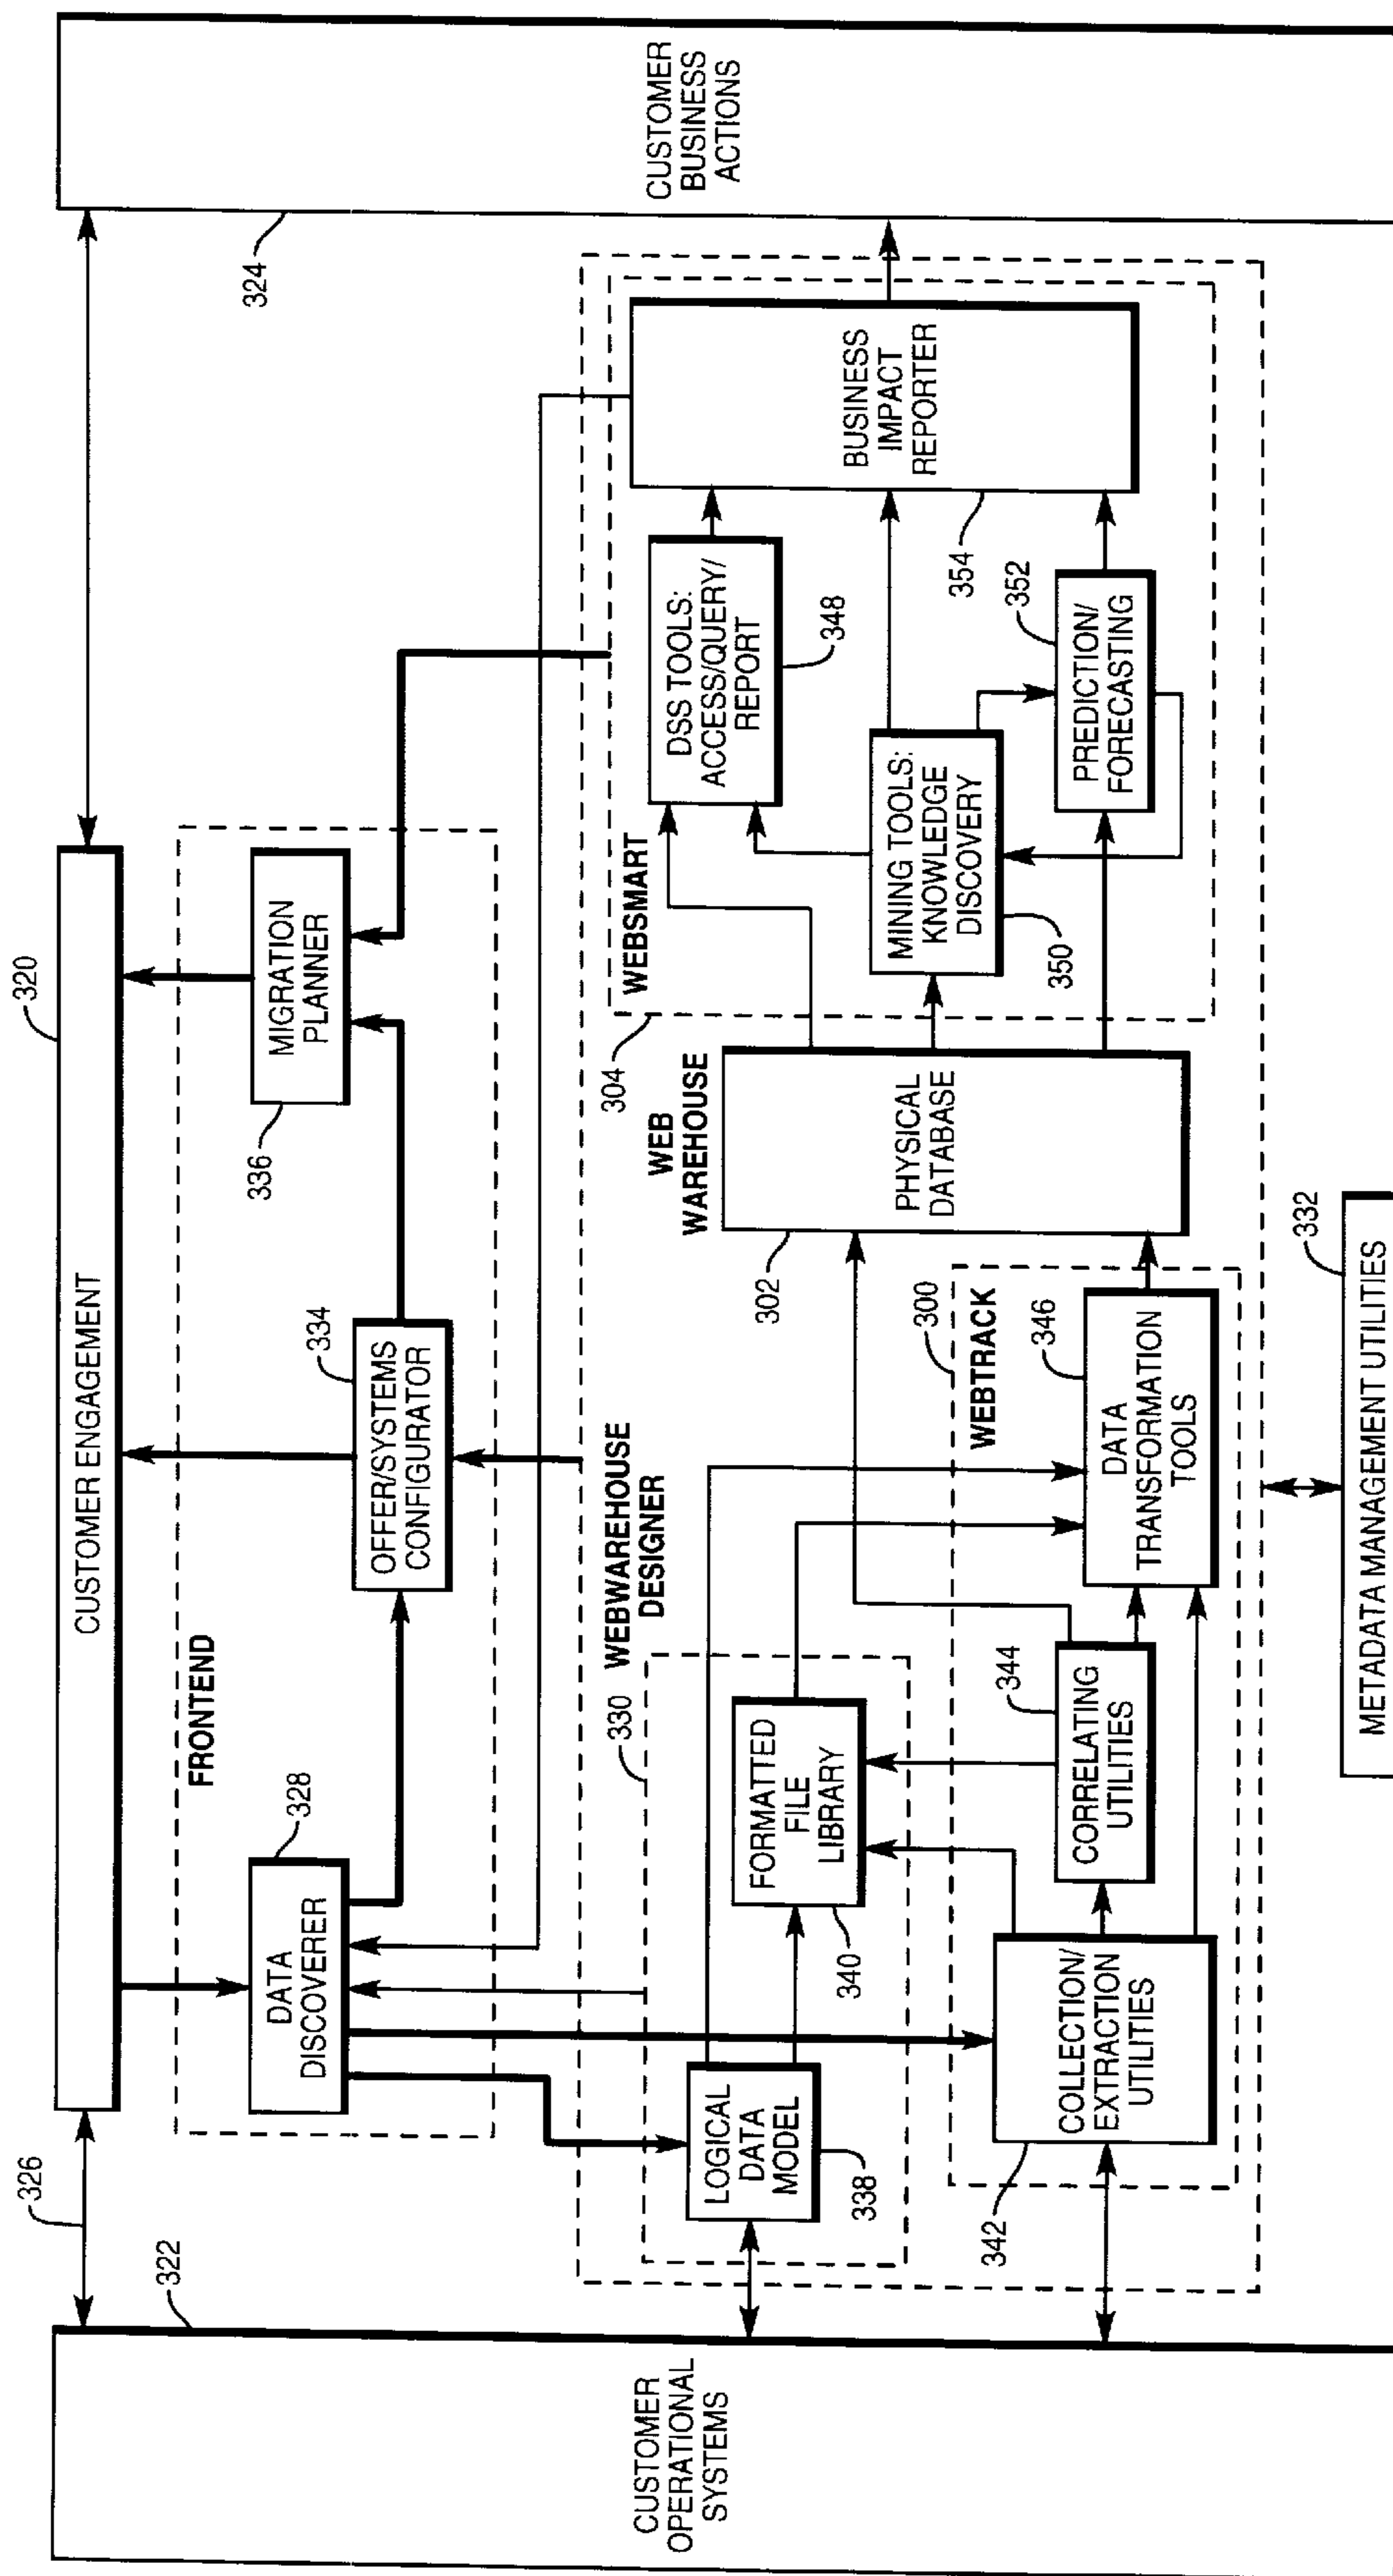 320
CUSTOMER ENGAGEMENT
326
322
CUSTOMER
OPERATIONAL
SYSTEMS
324
CUSTOMER
BUSINESS
ACTIONS
FRONTEND
328
DATA
DISCOVERER
334
OFFER/SYSTEMS
CONFIGURATOR
336
MIGRATION
PLANNER
330
WEBWAREHOUSE
DESIGNER
LOGICAL
DATA
MODEL
338
FORMATTED
FILE
LIBRARY
340
300
WEBTRACK
COLLECTION/
EXTRACTION
UTILITIES
342
344
CORRELATING
UTILITIES
346
DATA
TRANSFORMATION
TOOLS
WEB
WAREHOUSE
302
PHYSICAL
DATABASE
304
WEBSMART
DSS TOOLS:
ACCESS/QUERY/
REPORT
348
MINING TOOLS:
KNOWLEDGE
DISCOVERY
350
352
PREDICTION/
FORECASTING
354
BUSINESS
IMPACT
REPORTER
332
METADATA MANAGEMENT UTILITIES